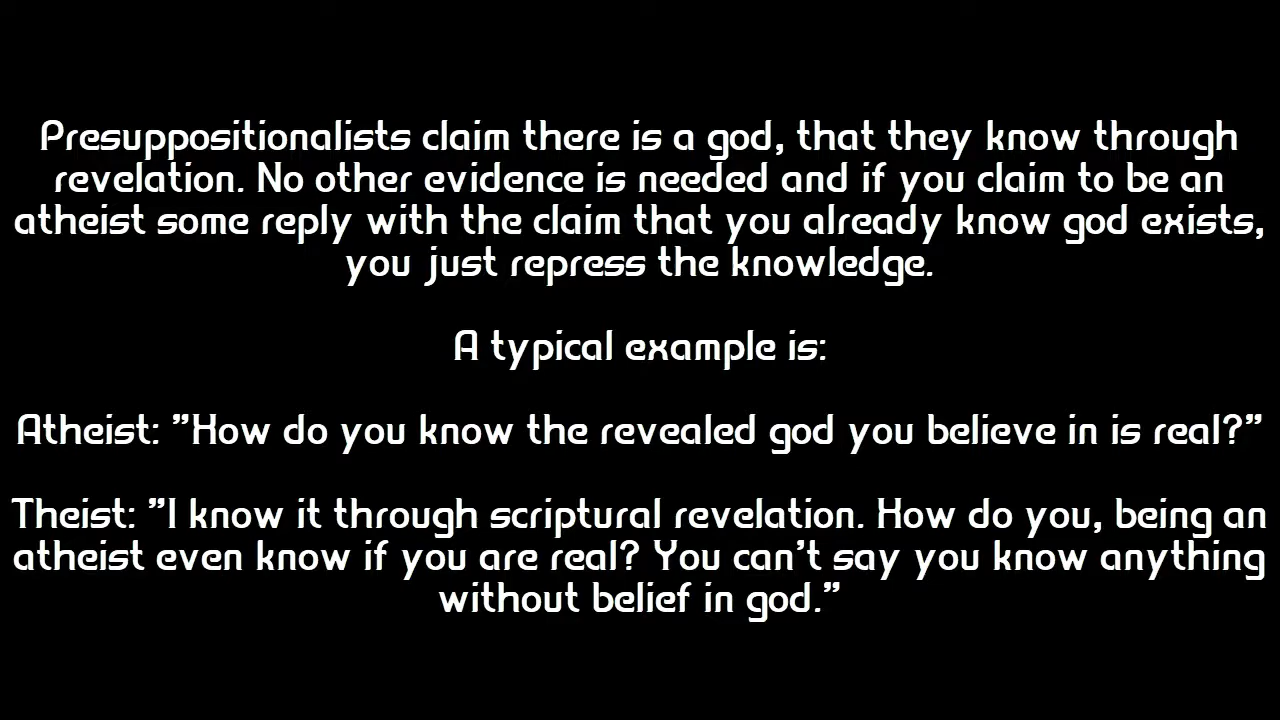 Presuppositionalists claim there is a god, that they know through
revelation. No other evidence is needed and if you claim to be an
atheist some reply with the claim that you already know god exists,
you just repress the knowledge.
A typical example is:
Atheist: ”How do you know the revealed god you believe in is real?”
Theist: ”I know it through scriptural revelation. How do you, being an
atheist even know if you are real? You can’t say you know anything
without belief in god.”